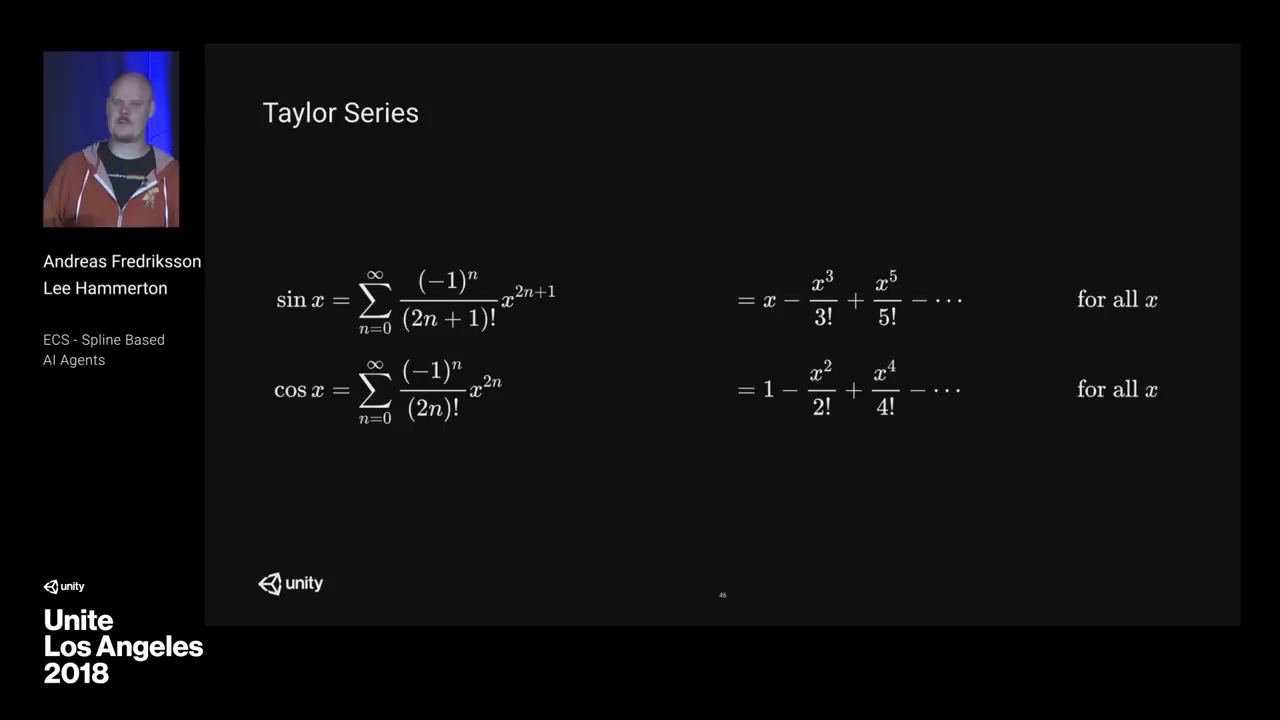 Andreas Fredriksson
Lee Hammerton
ECS - Spline Based
AI Agents
unity
Unite
Los Angeles
2018
Taylor Series
sin x = ∑_{n=0}^{∞} (−1)^n / (2n + 1)! x^{2n+1} = x − x^3/3! + x^5/5! − ⋯ for all x
cos x = ∑_{n=0}^{∞} (−1)^n / (2n)! x^{2n} = 1 − x^2/2! + x^4/4! − ⋯ for all x
unity
46